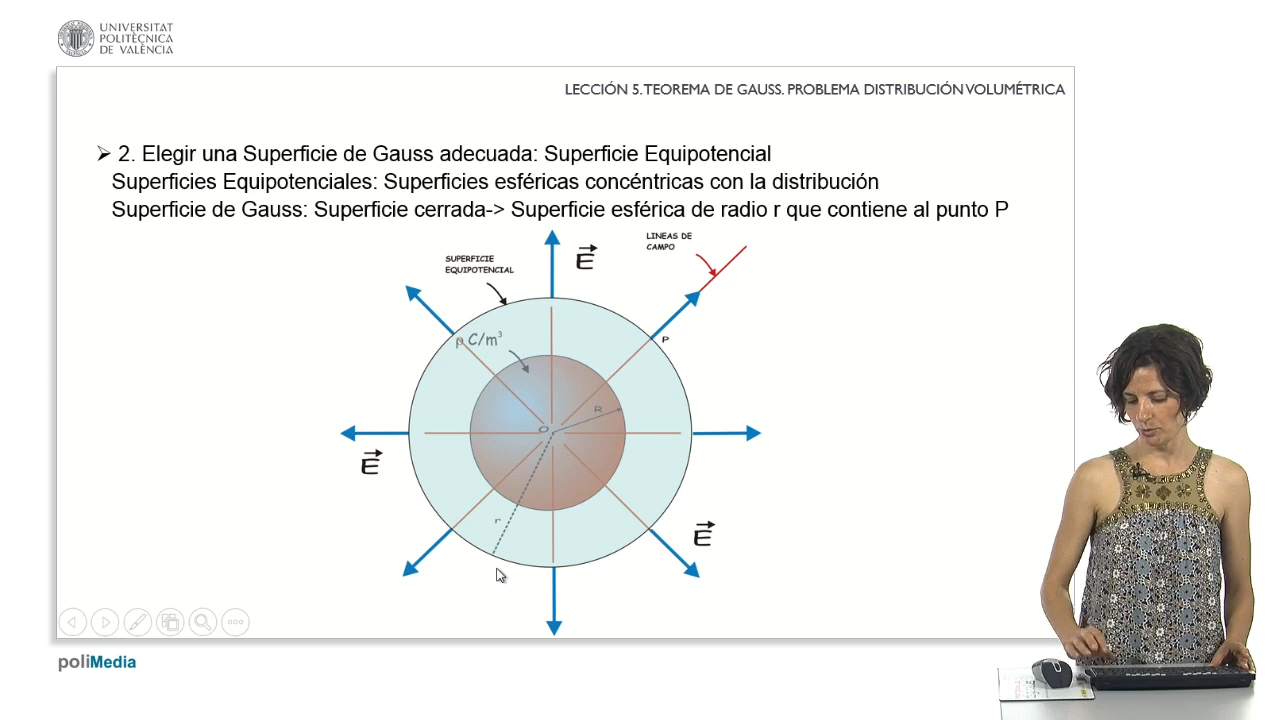 UNIVERSITAT
POLITÈCNICA
DE VALÈNCIA
LECCIÓN 5. TEOREMA DE GAUSS. PROBLEMA DISTRIBUCIÓN VOLUMÉTRICA
➢ 2. Elegir una Superficie de Gauss adecuada: Superficie Equipotencial
Superficies Equipotenciales: Superficies esféricas concéntricas con la distribución
Superficie de Gauss: Superficie cerrada-> Superficie esférica de radio r que contiene al punto P
LINEAS DE
CAMPO
E
SUPERFICIE
EQUIPOTENCIAL
ρ C/m³
P
R
O
E
r
E
poliMedia